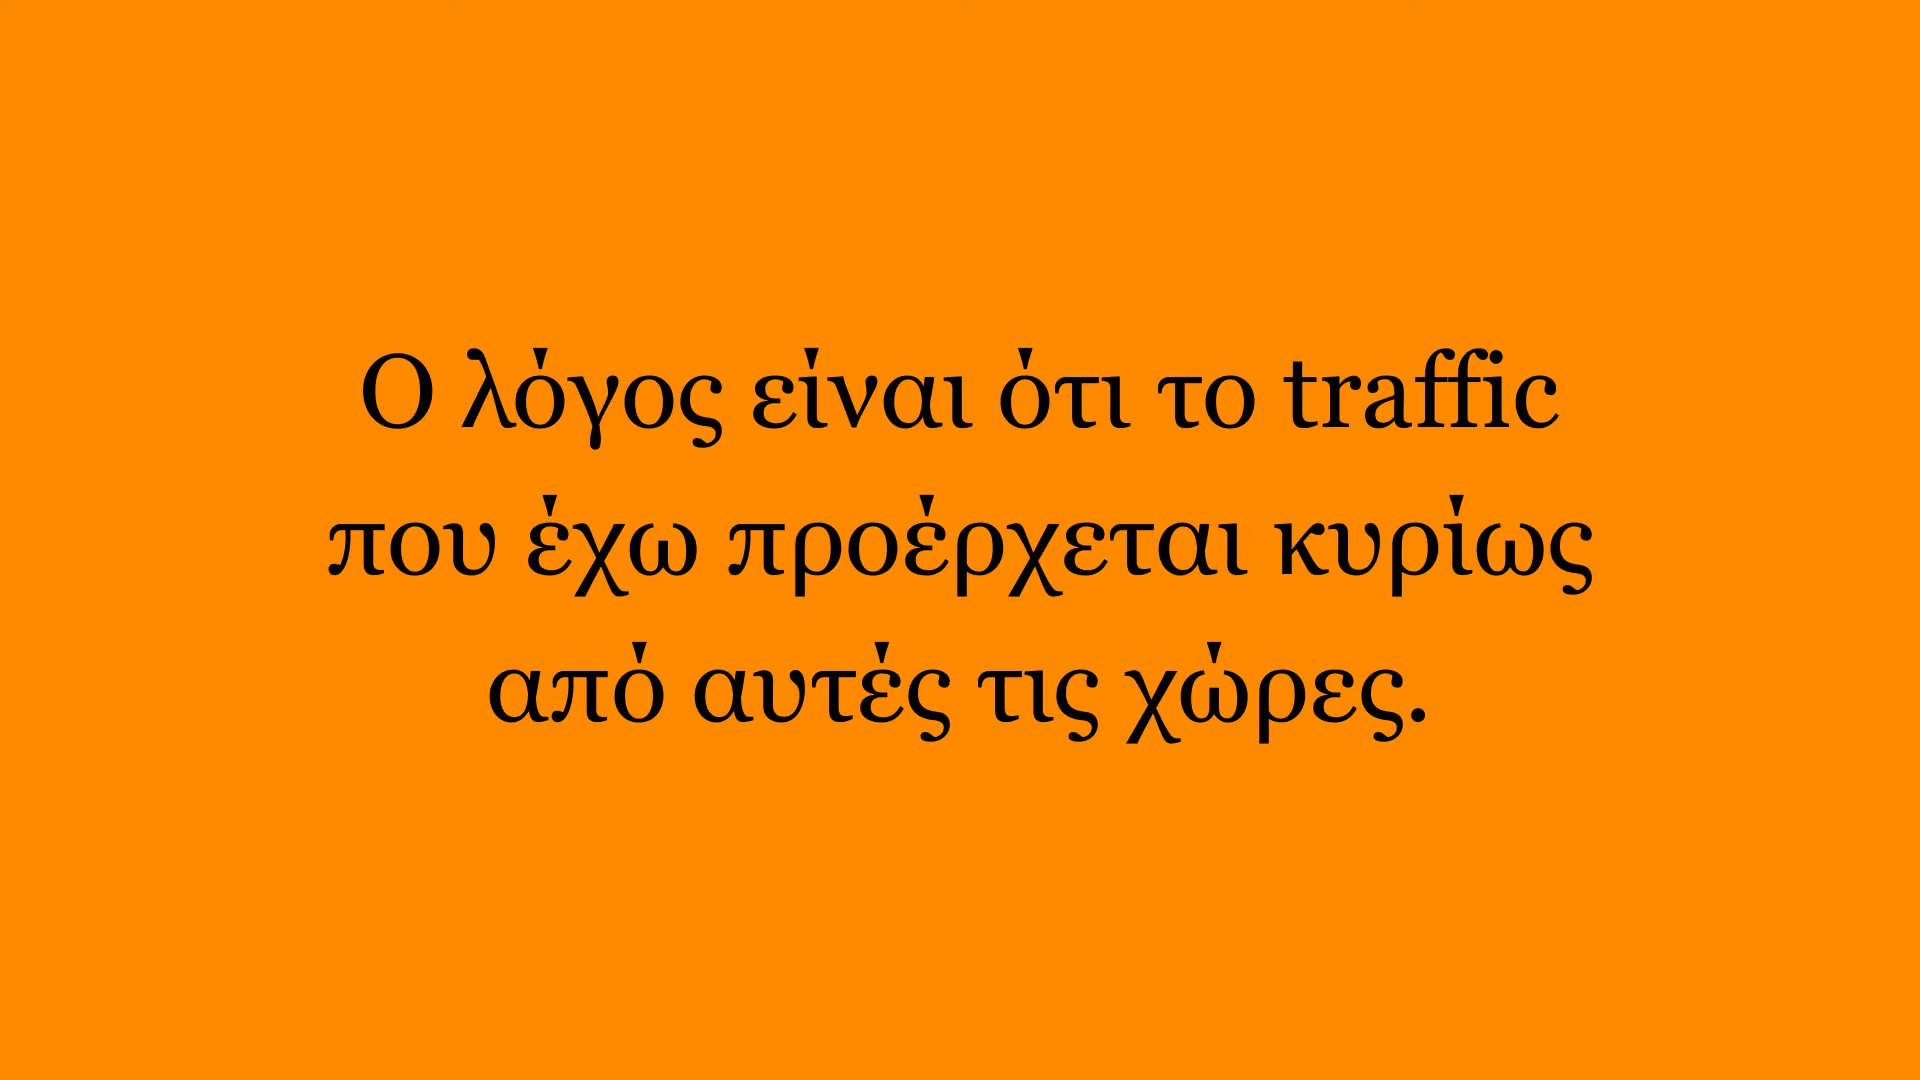 Ο λόγος είναι ότι το traffic
που έχω προέρχεται κυρίως
από αυτές τις χώρες.